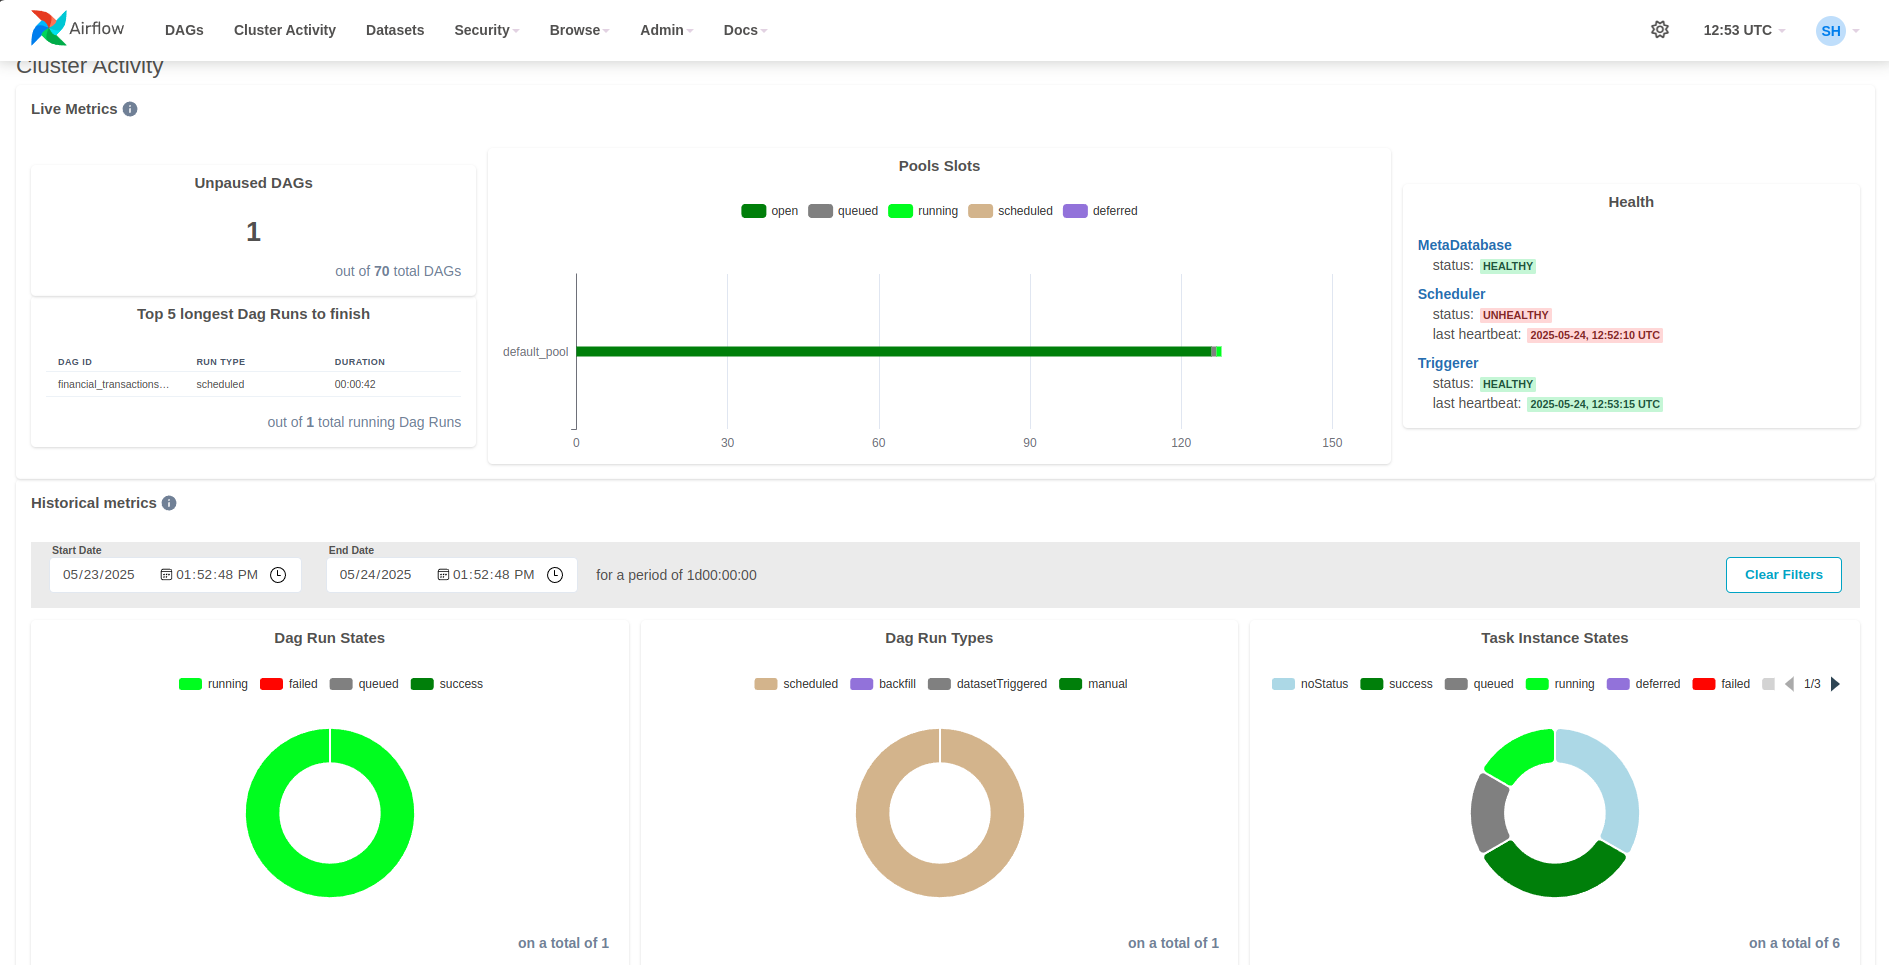 Airflow DAGs Cluster Activity Datasets Security Browse Admin Docs 12:53 UTC SH
Cluster Activity
Live Metrics
Unpaused DAGs
1
out of 70 total DAGs
Top 5 longest Dag Runs to finish
DAG ID RUN TYPE DURATION
financial_transactions... scheduled 00:00:42
out of 1 total running Dag Runs
Pools Slots
open queued running scheduled deferred
default_pool
0 30 60 90 120 150
Health
MetaDatabase
status: HEALTHY
Scheduler
status: UNHEALTHY
last heartbeat: 2025-05-24, 12:52:10 UTC
Triggerer
status: HEALTHY
last heartbeat: 2025-05-24, 12:53:15 UTC
Historical metrics
Start Date End Date
05/23/2025 01:52:48 PM 05/24/2025 01:52:48 PM for a period of 1d00:00:00 Clear Filters
Dag Run States
running failed queued success
on a total of 1
Dag Run Types
scheduled backfill datasetTriggered manual
on a total of 1
Task Instance States
noStatus success queued running deferred failed 1/3
on a total of 6